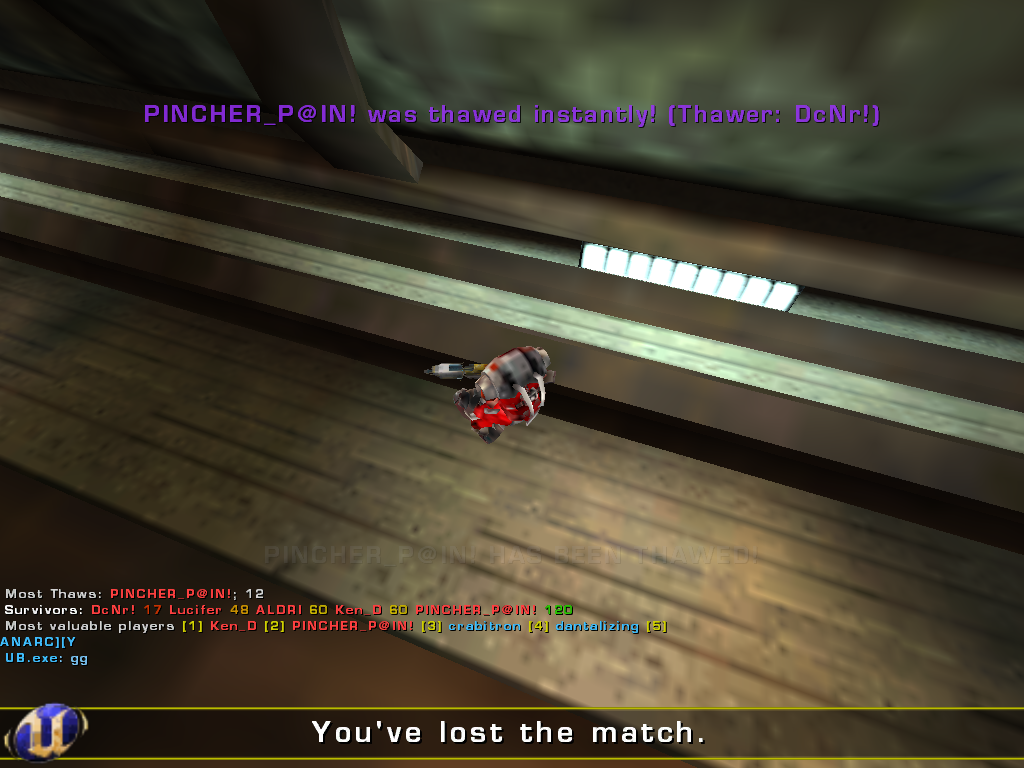 PINCHER_P@IN! was thawed instantly! (Thawer: DcNr!)
PINCHER_P@IN! HAS BEEN THAWED!
Most Thaws: PINCHER_P@IN!; 12
Survivors: DcNr! 17 Lucifer 48 ALDRI 60 Ken_D 60 PINCHER_P@IN! 120
Most valuable players [1] Ken_D [2] PINCHER_P@IN! [3] crabitron [4] dantalizing [5]
ANARC][Y
UB.exe: gg
You've lost the match.